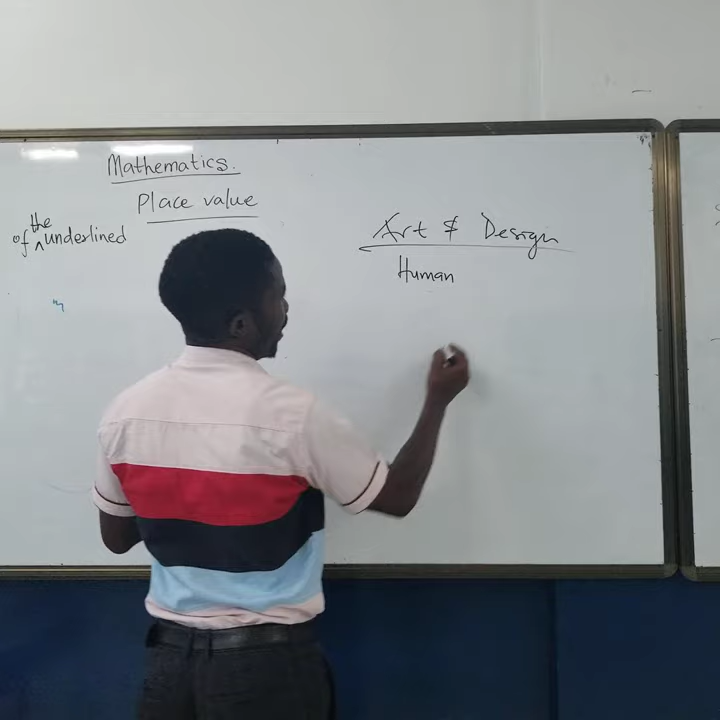 Mathematics.
Place value
of the underlined
Art & Design
Human